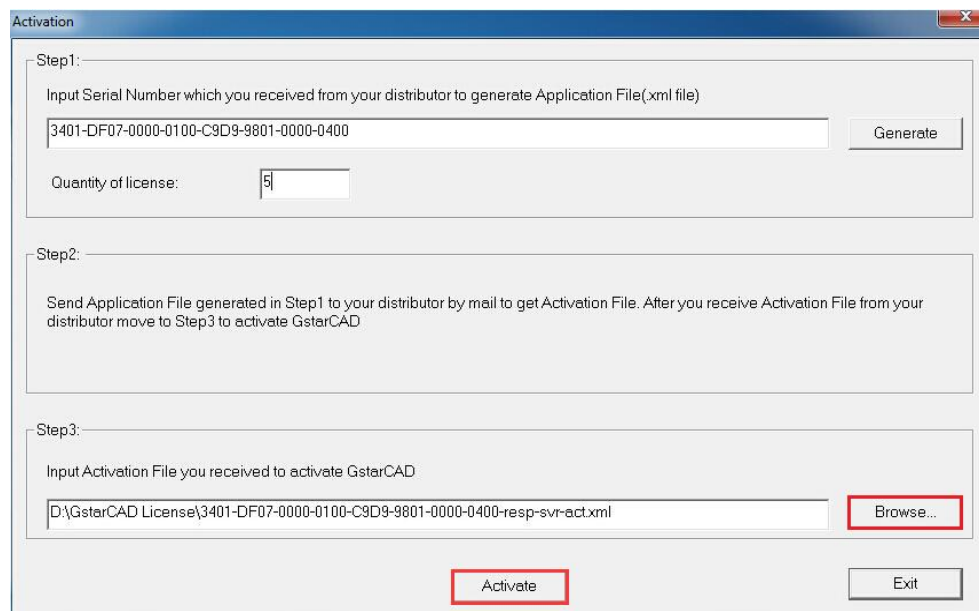 Activation
Step1:
Input Serial Number which you received from your distributor to generate Application File(.xml file)
3401-DF07-0000-0100-C9D9-9801-0000-0400
Generate
Quantity of license:
5
Step2:
Send Application File generated in Step1 to your distributor by mail to get Activation File. After you receive Activation File from your
distributor move to Step3 to activate GstarCAD
Step3:
Input Activation File you received to activate GstarCAD
D:\GstarCAD License\3401-DF07-0000-0100-C9D9-9801-0000-0400-resp-svr-act.xml
Browse...
Activate
Exit